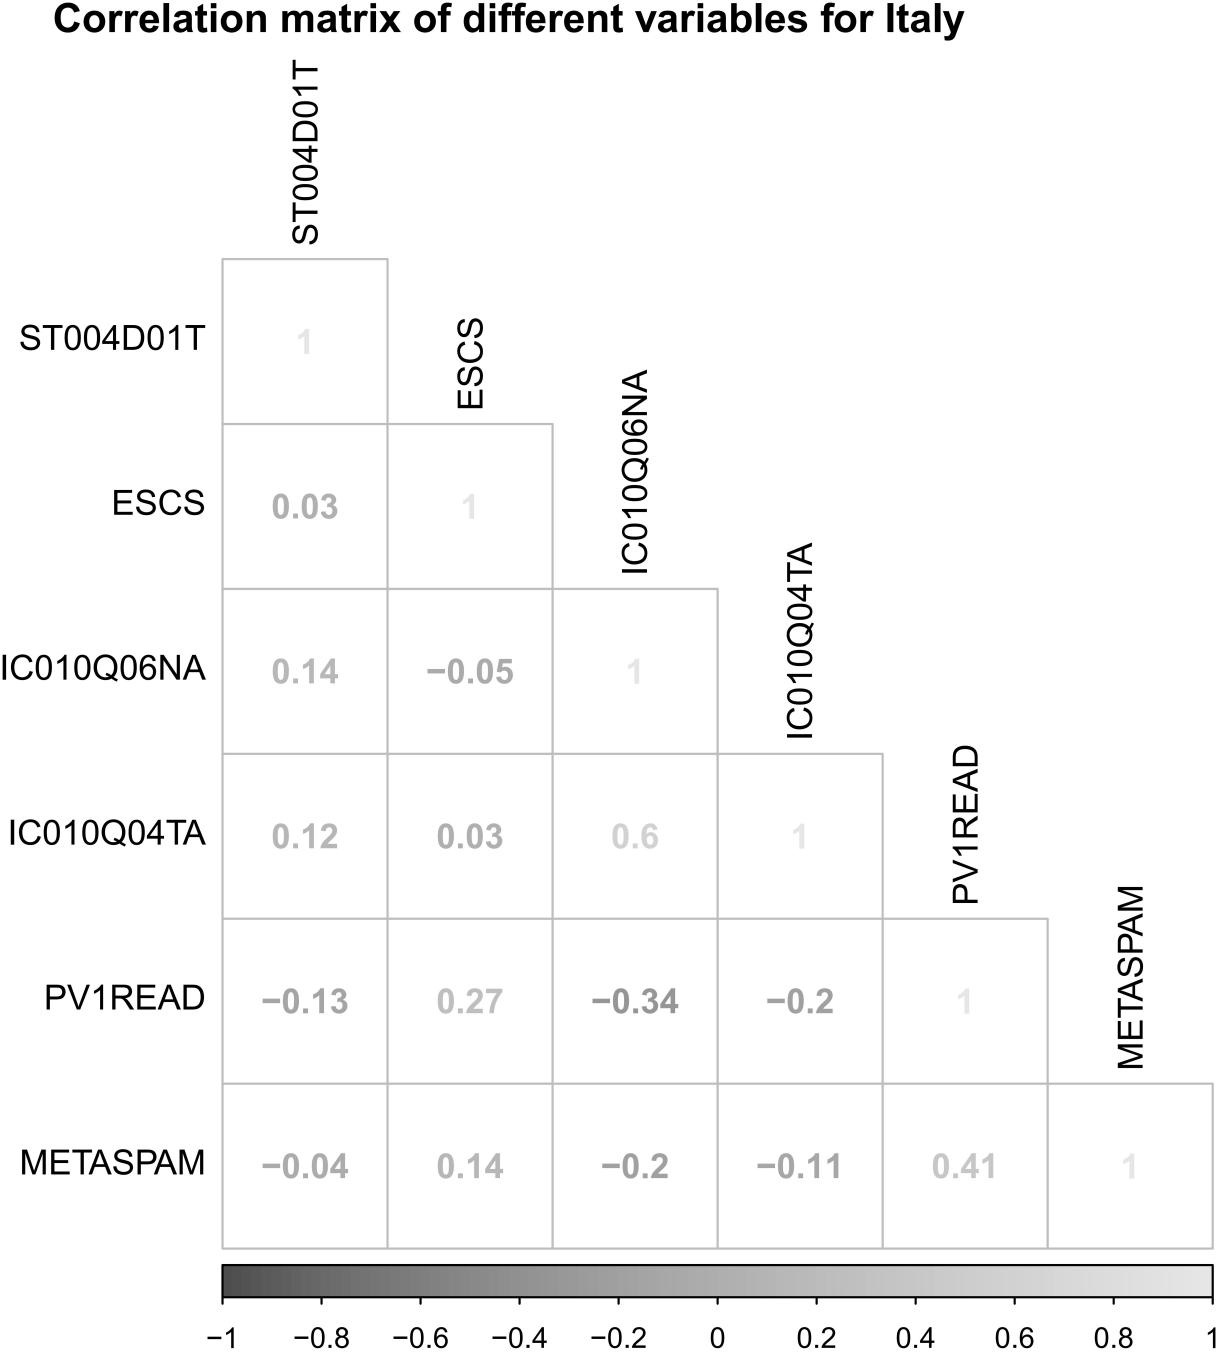 Correlation matrix of different variables for Italy
ST004D01T
ST004D01T 1
ESCS
ESCS 0.03 1
IC010Q06NA
IC010Q06NA 0.14 −0.05 1
IC010Q04TA
IC010Q04TA 0.12 0.03 0.6 1
PV1READ
PV1READ −0.13 0.27 −0.34 −0.2 1
METASPAM
METASPAM −0.04 0.14 −0.2 −0.11 0.41 1
−1 −0.8 −0.6 −0.4 −0.2 0 0.2 0.4 0.6 0.8 1